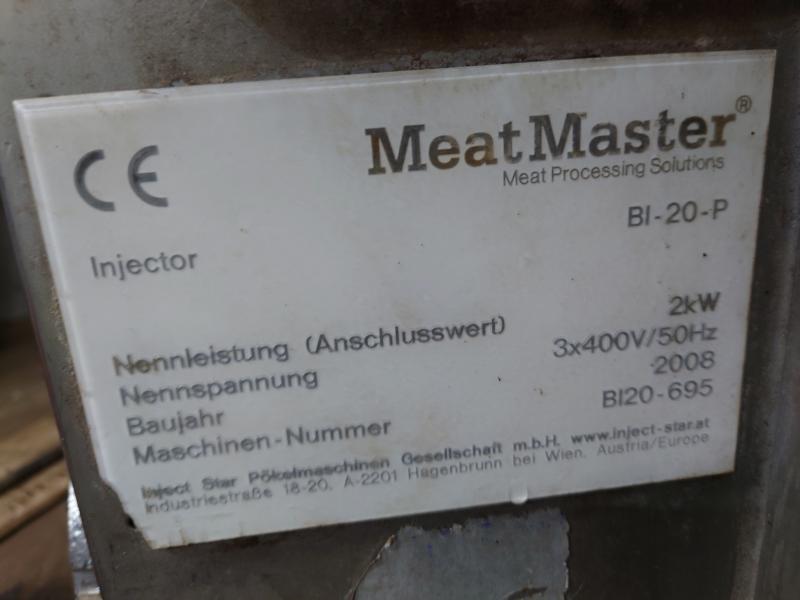 CE
MeatMaster®
Meat Processing Solutions
Injector BI-20-P
Nennleistung (Anschlusswert) 2kW
Nennspannung 3x400V/50Hz
Baujahr 2008
Maschinen-Nummer BI20-695
Inject Star Pökelmaschinen Gesellschaft m.b.H. www.inject-star.at
Industriestraße 18-20, A-2201 Hagenbrunn bei Wien, Austria/Europe